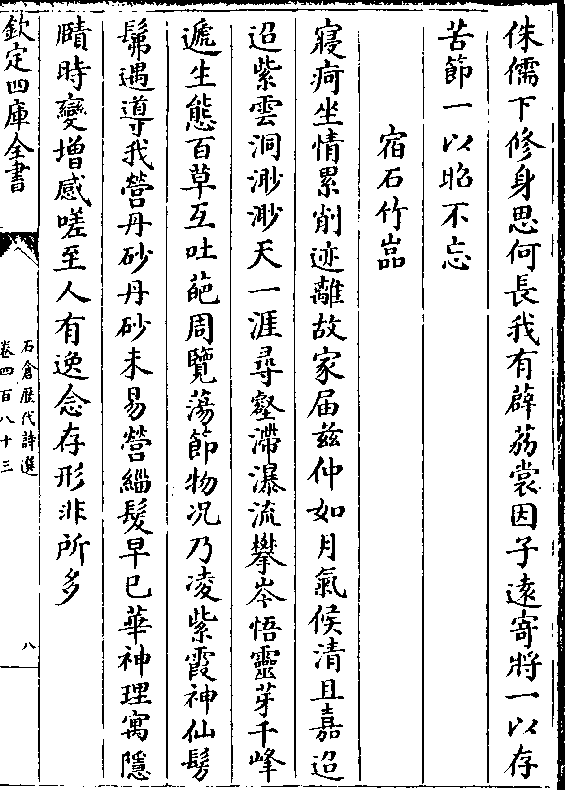 侏儒下修身思何長我有薜荔裳因子遠寄將一以存
苦節一以昭不忘
宿石竹嵓
寢疴坐情累削迹離故家届兹仲如月氣候清且嘉迢
迢紫雲洞渺渺天一涯尋壑滯瀑流攀岑悟靈芽千峰
遞生態百草互吐葩周覽蕩節物况乃凌紫霞神仙髣
髴遇導我營丹砂丹砂未易營緇髮早已華神理寓隱
賾時變增感嗟至人有逸念存形非所多
欽定四庫全書
石倉歷代詩選
卷四百八十三
八